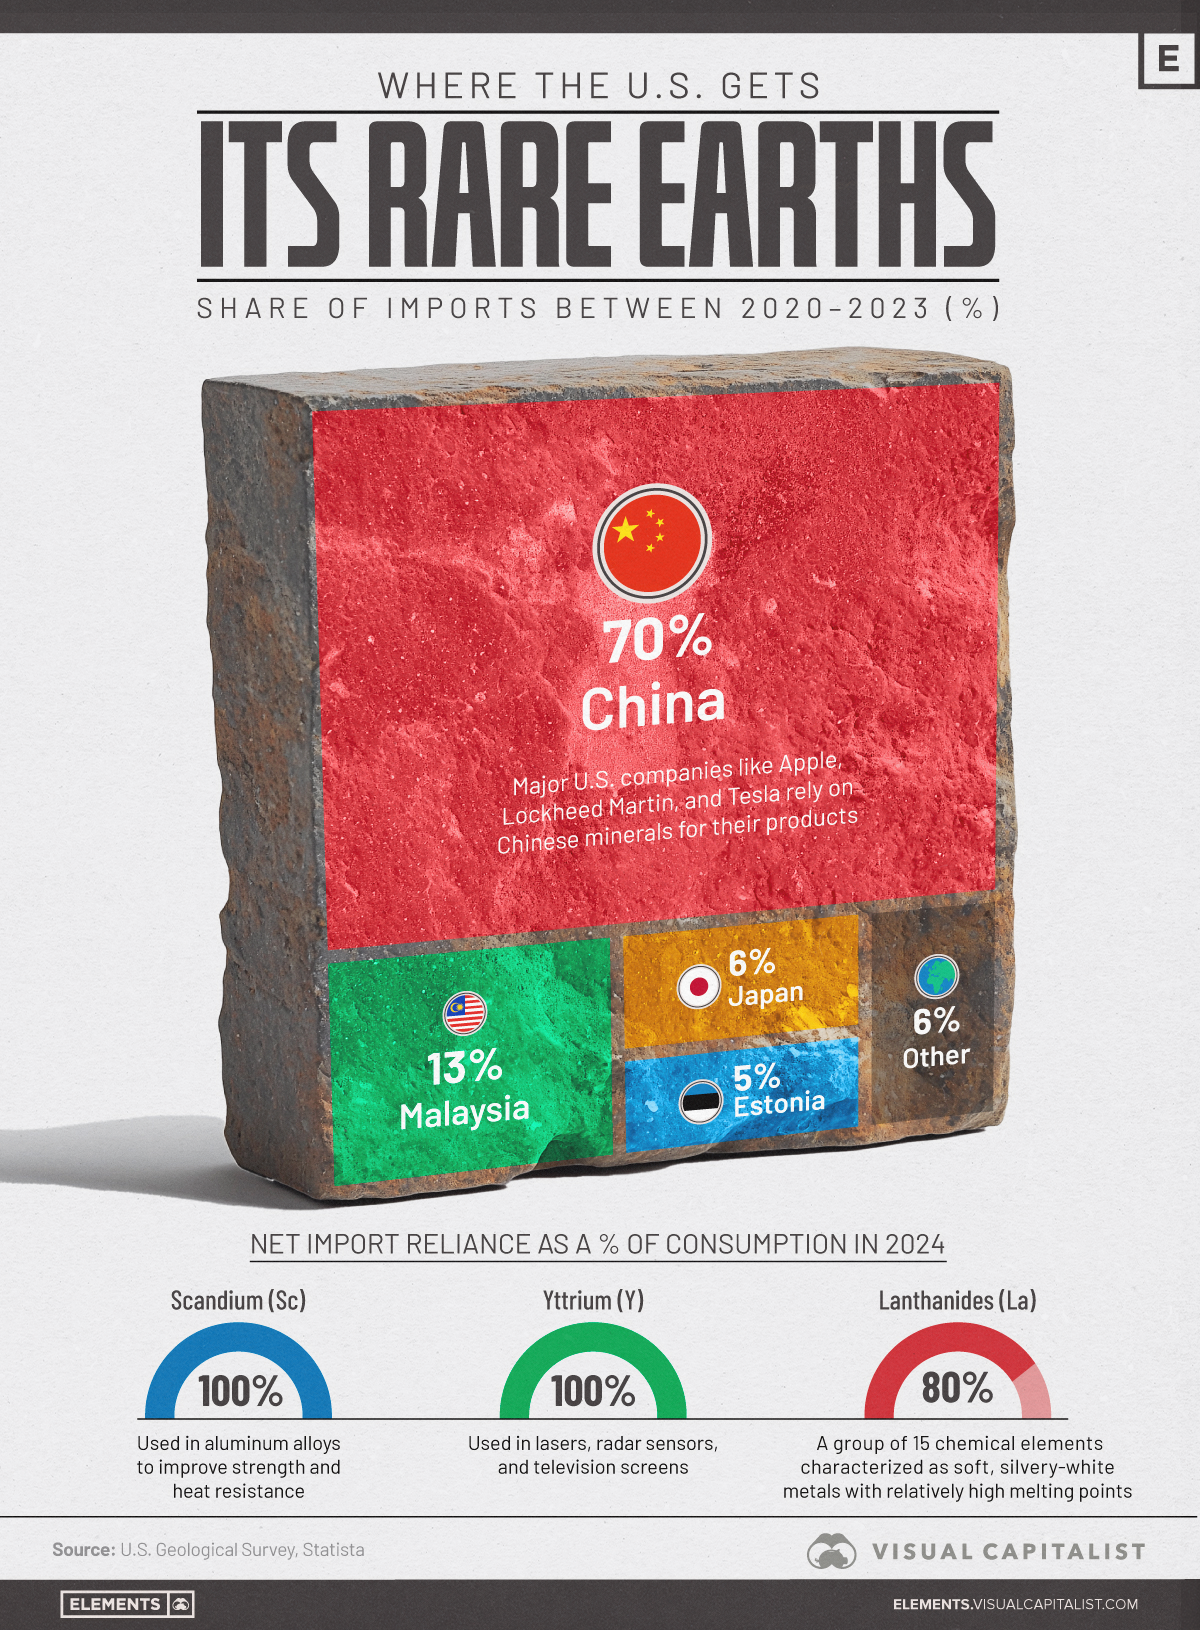 E
WHERE THE U.S. GETS
ITS RARE EARTHS
SHARE OF IMPORTS BETWEEN 2020–2023 (%)
70%
China
Major U.S. companies like Apple,
Lockheed Martin, and Tesla rely on
Chinese minerals for their products
13%
Malaysia
6%
Japan
5%
Estonia
6%
Other
NET IMPORT RELIANCE AS A % OF CONSUMPTION IN 2024
Scandium (Sc)
100%
Used in aluminum alloys
to improve strength and
heat resistance
Yttrium (Y)
100%
Used in lasers, radar sensors,
and television screens
Lanthanides (La)
80%
A group of 15 chemical elements
characterized as soft, silvery-white
metals with relatively high melting points
Source: U.S. Geological Survey, Statista
VISUAL CAPITALIST
ELEMENTS
ELEMENTS.VISUALCAPITALIST.COM